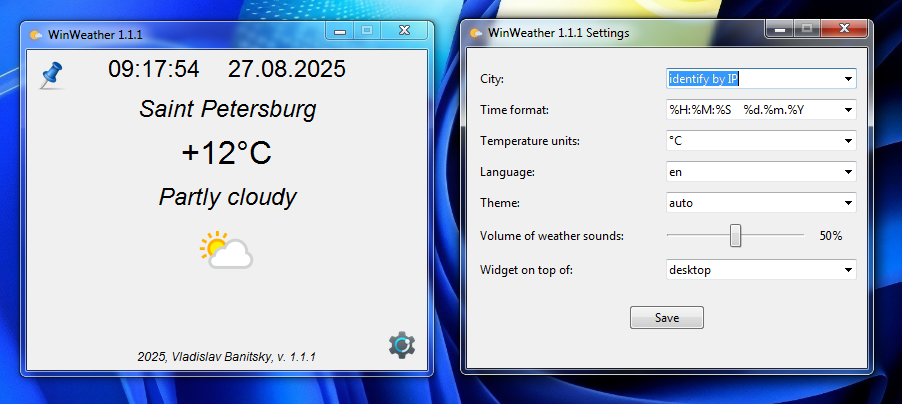 WinWeather 1.1.1
09:17:54 27.08.2025
Saint Petersburg
+12°C
Partly cloudy
2025, Vladislav Banitsky, v. 1.1.1
WinWeather 1.1.1 Settings
City: identify by IP
Time format: %H:%M:%S %d.%m.%Y
Temperature units: °C
Language: en
Theme: auto
Volume of weather sounds: 50%
Widget on top of: desktop
Save